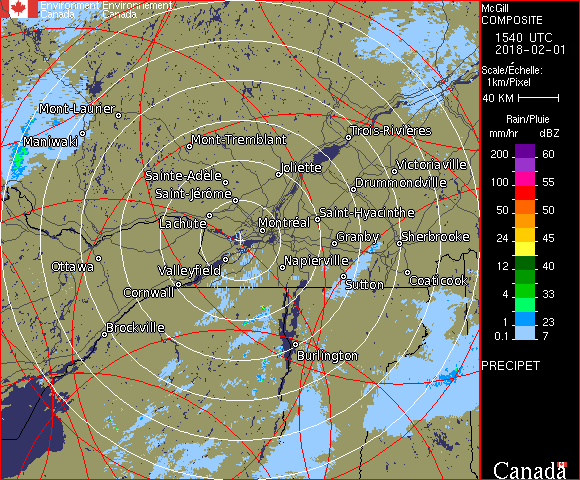 Environment Environnement
Canada Canada
McGill
COMPOSITE
1540 UTC
2018-02-01
Scale/Échelle:
1km/Pixel
40 KM
Rain/Pluie
mm/hr dBZ
200 60
150 57
100 55
50 50
24 45
12 40
4 33
1 23
0.1 7
PRECIPET
Canada
Mont-Laurier
Maniwaki
Mont-Tremblant
Trois-Rivières
Sainte-Adèle
Joliette
Victoriaville
Saint-Jérôme
Drummondville
Lachute
Montréal
Saint-Hyacinthe
Granby
Sherbrooke
Ottawa
Valleyfield
Napierville
Cornwall
Sutton
Coaticook
Brockville
Burlington